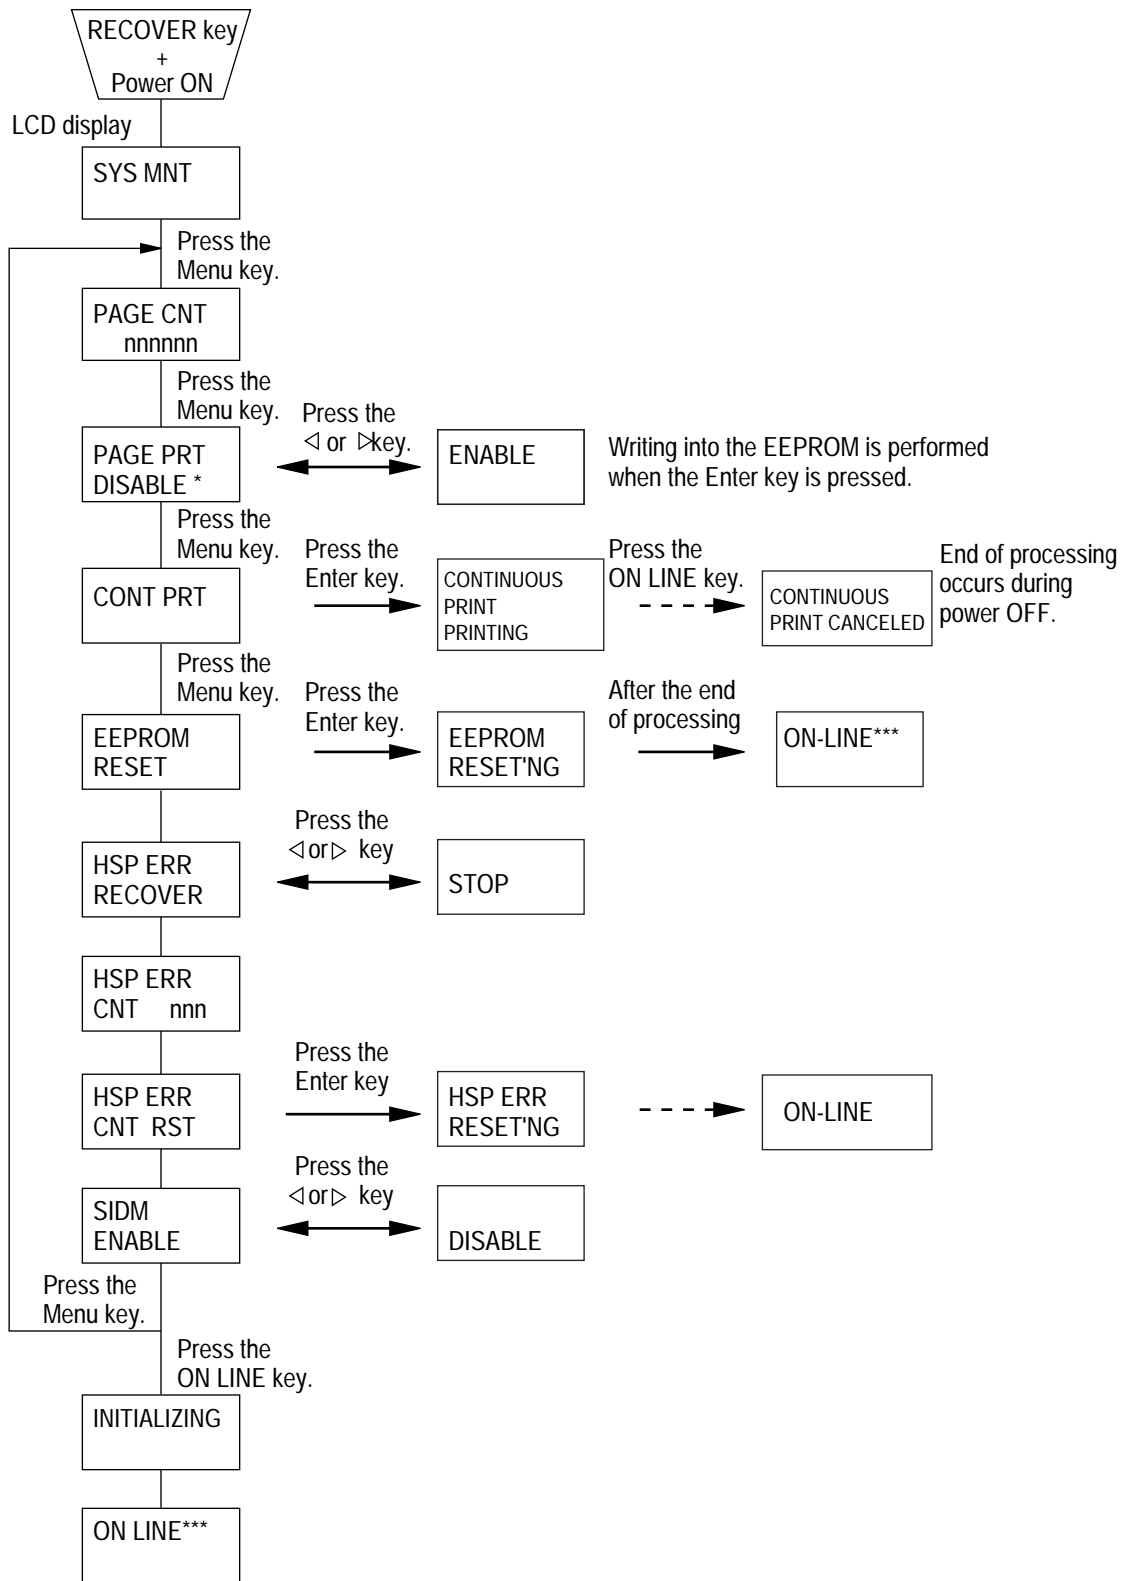 RECOVER key
+
Power ON
LCD display
SYS MNT
Press the
Menu key.
PAGE CNT
nnnnnn
Press the
Menu key.
PAGE PRT
DISABLE *
Press the
◁ or ▷key.
ENABLE
Writing into the EEPROM is performed
when the Enter key is pressed.
Press the
Menu key.
CONT PRT
Press the
Enter key.
CONTINUOUS
PRINT
PRINTING
Press the
ON LINE key.
CONTINUOUS
PRINT CANCELED
End of processing
occurs during
power OFF.
Press the
Menu key.
EEPROM
RESET
Press the
Enter key.
EEPROM
RESET'NG
After the end
of processing
ON-LINE***
HSP ERR
RECOVER
Press the
◁ or ▷ key
STOP
HSP ERR
CNT nnn
HSP ERR
CNT RST
Press the
Enter key
HSP ERR
RESET'NG
ON-LINE
SIDM
ENABLE
Press the
◁ or ▷ key
DISABLE
Press the
Menu key.
Press the
ON LINE key.
INITIALIZING
ON LINE***